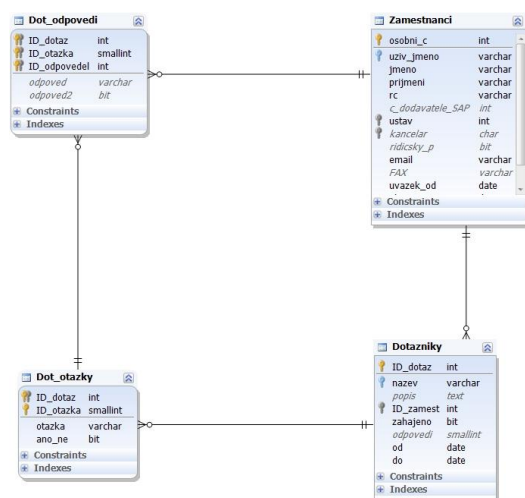 Dot_odpovedi
ID_dotaz int
ID_otazka smallint
ID_odpovedel int
odpoved varchar
odpoved2 bit
Constraints
Indexes
Zamestnanci
osobni_c int
uziv_jmeno varchar
jmeno varchar
prijmeni varchar
rc varchar
c_dodavatele_SAP int
ustav int
kancelar char
ridicsky_p bit
email varchar
FAX varchar
uvazek_od date
Constraints
Indexes
Dot_otazky
ID_dotaz int
ID_otazka smallint
otazka varchar
ano_ne bit
Constraints
Indexes
Dotazniky
ID_dotaz int
nazev varchar
popis text
ID_zamest int
zahajeno bit
odpovedi smallint
od date
do date
Constraints
Indexes